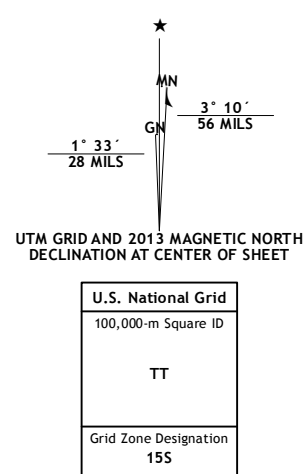 ★
MN
GN
3° 10´
56 MILS
1° 33´
28 MILS
UTM GRID AND 2013 MAGNETIC NORTH
DECLINATION AT CENTER OF SHEET
U.S. National Grid
100,000-m Square ID
TT
Grid Zone Designation
15S